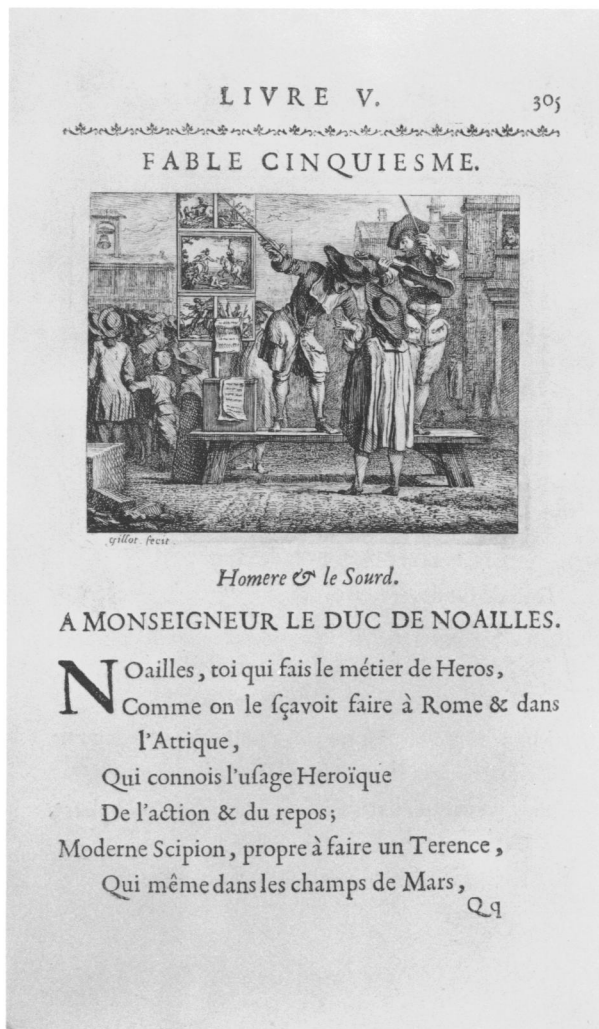 LIVRE V. 305
FABLE CINQUIESME.
gillot. fecit.
Homere & le Sourd.
A MONSEIGNEUR LE DUC DE NOAILLES.
NOailles, toi qui fais le métier de Heros,
Comme on le ſçavoit faire à Rome & dans
l'Attique,
Qui connois l'uſage Heroïque
De l'action & du repos;
Moderne Scipion, propre à faire un Terence,
Qui même dans les champs de Mars,
Qq